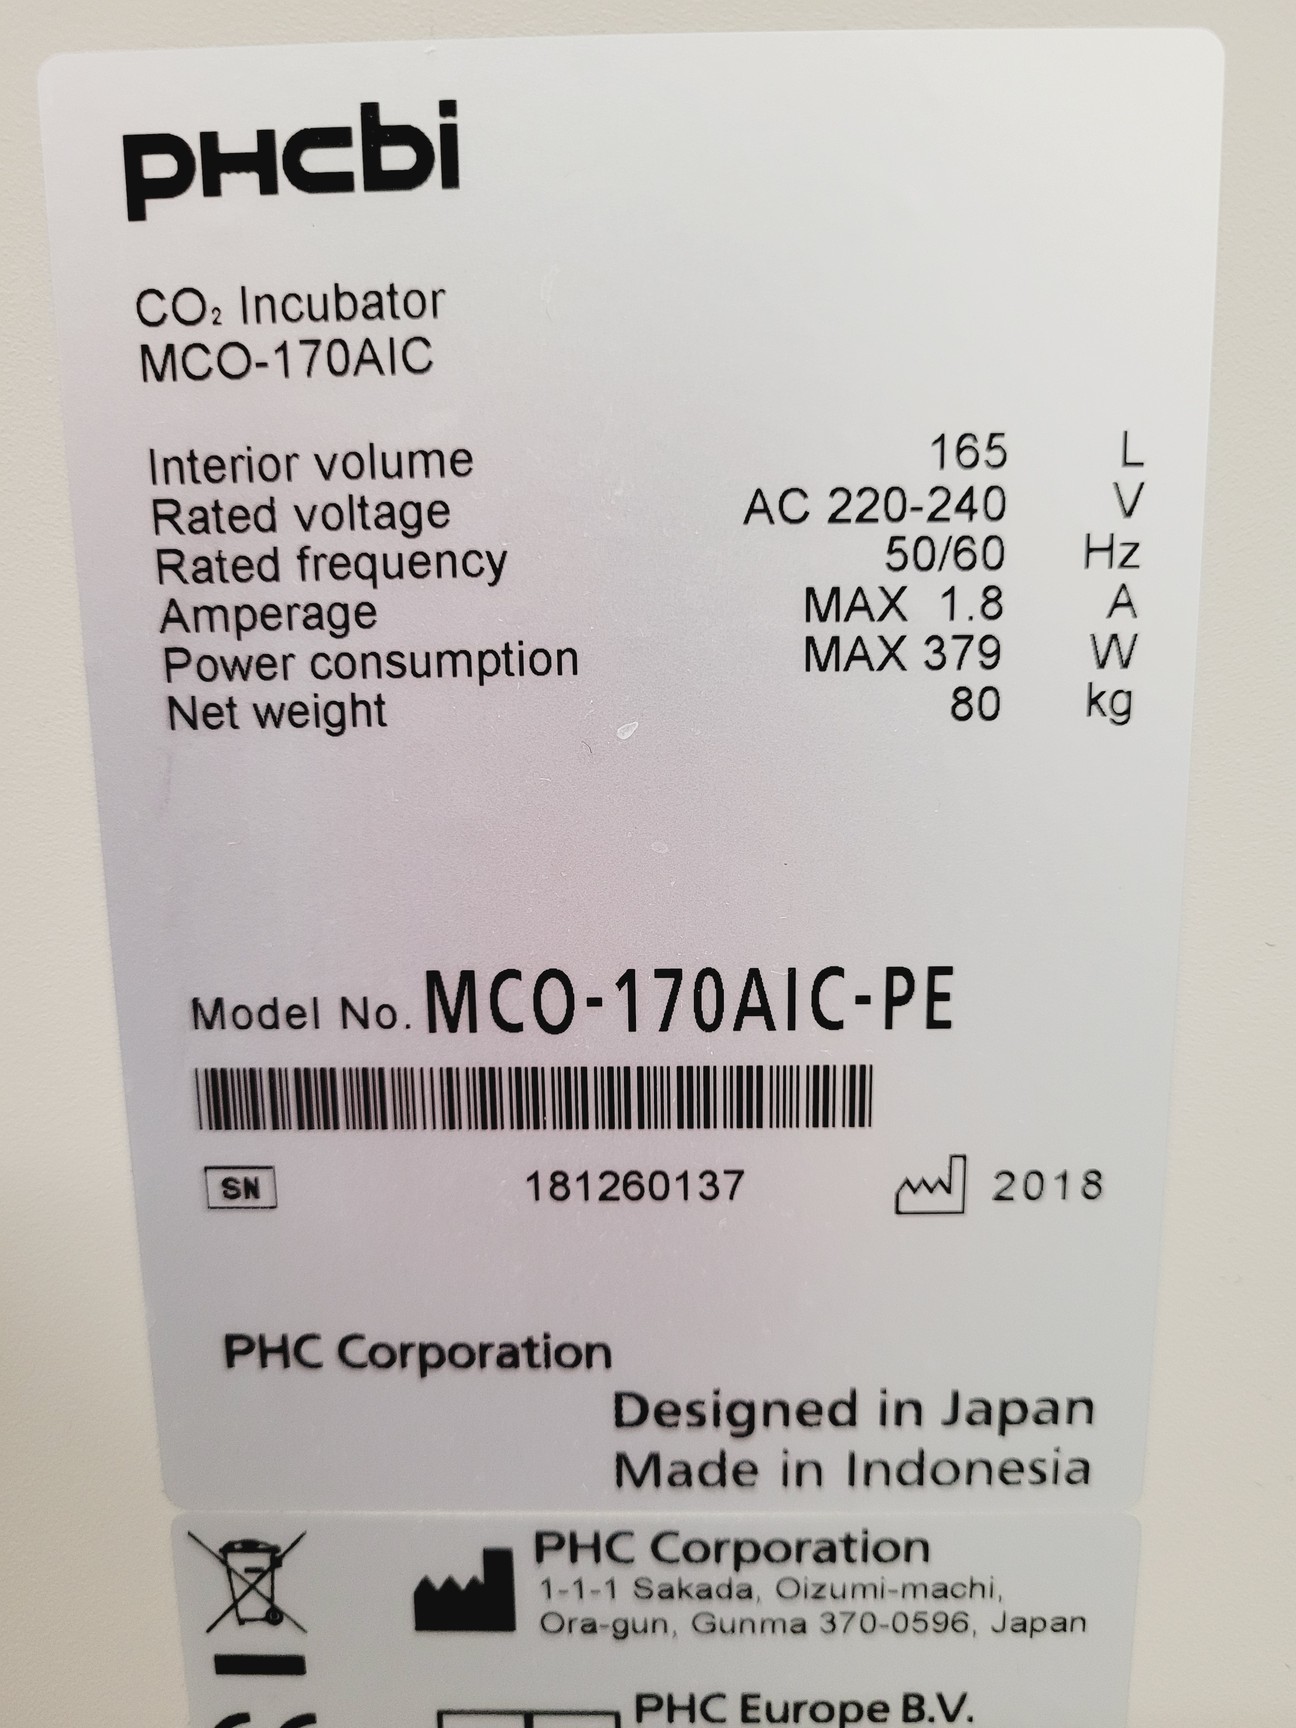 PHCbi
CO₂ Incubator
MCO-170AIC
Interior volume 165 L
Rated voltage AC 220-240 V
Rated frequency 50/60 Hz
Amperage MAX 1.8 A
Power consumption MAX 379 W
Net weight 80 kg
Model No. MCO-170AIC-PE
SN 181260137 2018
PHC Corporation
Designed in Japan
Made in Indonesia
PHC Corporation
1-1-1 Sakada, Oizumi-machi,
Ora-gun, Gunma 370-0596, Japan
PHC Europe B.V.